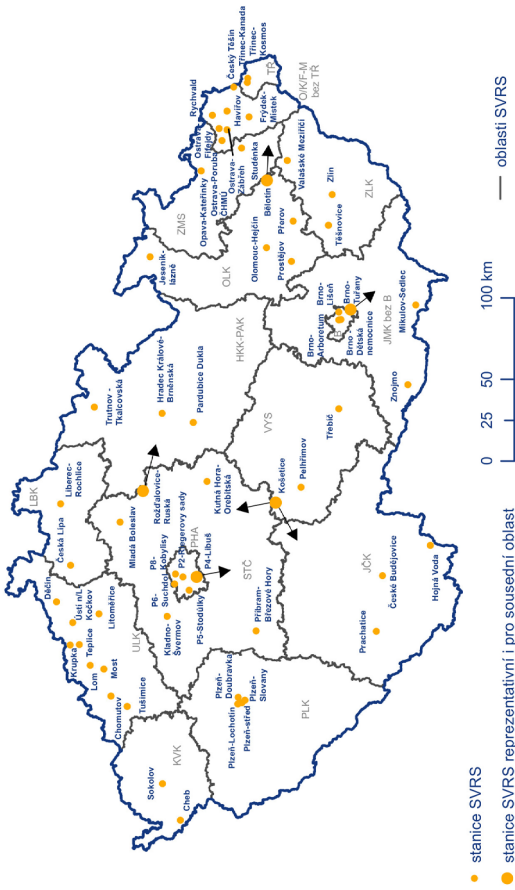 Děčín
Ústí n/L
Kočkov
Krupka
Teplice
Lom
Litoměřice
Most
Chomutov
Tušimice
ULK
Česká Lípa
Liberec-
Rochlice
LBK
Sokolov
Cheb
KVK
Plzeň-Lochotín
Plzeň-
Doubravka
Plzeň-střed
Plzeň-
Slovany
PLK
Mladá Boleslav
Rožďalovice-
Ruská
Kladno-
Švermov
P6-
Suchdol
P8-
Kobylisy
P2-Riegerovy sady
PHA
P5-Stodůlky
P4-Libuš
Kutná Hora-
Orebitská
Příbram-
Březové Hory
STČ
Prachatice
České Budějovice
Hojná Voda
JČK
Trutnov -
Tkalcovská
Hradec Králové-
Brněnská
Pardubice Dukla
HKK-PAK
Košetice
Pelhřimov
Třebíč
VYS
Jeseník-
lázně
OLK
Olomouc-Hejčín
Přerov
Prostějov
Bělotín
ZMS
Opava-Kateřinky
Studénka
Ostrava-
Fifejdy
Ostrava-Poruba
ČHMÚ
Ostrava-
Zábřeh
Rychvald
Havířov
Český Těšín
Třinec-Kanada
Třinec-
Kosmos
TŘ
Frýdek-
Místek
O/K/F-M
bez TŘ
Valašské Meziříčí
Zlín
Těšnovice
ZLK
Brno-
Arboretum
Brno-
Líšeň
B
Brno-
Tuřany
Brno -
Dětská
nemocnice
JMK bez B
Mikulov-Sedlec
Znojmo
0 25 50 100 km
stanice SVRS
stanice SVRS reprezentativní i pro sousední oblast
oblasti SVRS